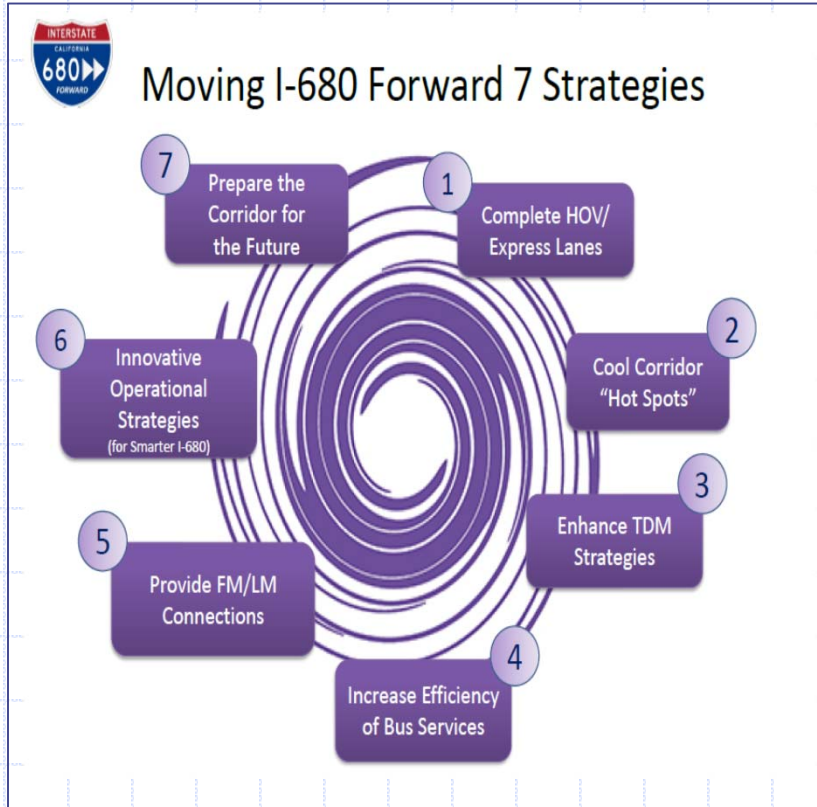 INTERSTATE
CALIFORNIA
680
FORWARD
Moving I-680 Forward 7 Strategies
1
Complete HOV/
Express Lanes
2
Cool Corridor
“Hot Spots”
3
Enhance TDM
Strategies
4
Increase Efficiency
of Bus Services
5
Provide FM/LM
Connections
6
Innovative
Operational
Strategies
(for Smarter I-680)
7
Prepare the
Corridor for
the Future